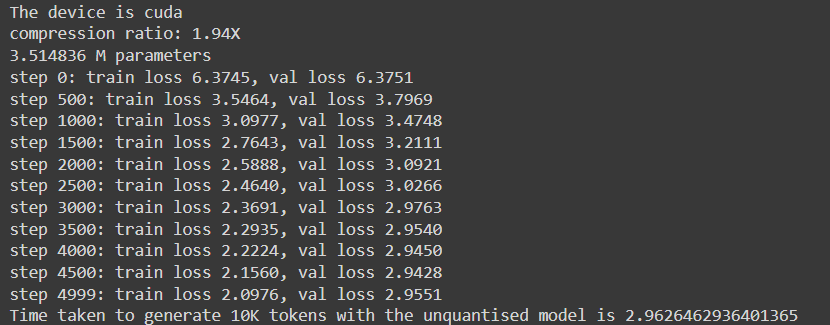 The device is cuda
compression ratio: 1.94X
3.514836 M parameters
step 0: train loss 6.3745, val loss 6.3751
step 500: train loss 3.5464, val loss 3.7969
step 1000: train loss 3.0977, val loss 3.4748
step 1500: train loss 2.7643, val loss 3.2111
step 2000: train loss 2.5888, val loss 3.0921
step 2500: train loss 2.4640, val loss 3.0266
step 3000: train loss 2.3691, val loss 2.9763
step 3500: train loss 2.2935, val loss 2.9540
step 4000: train loss 2.2224, val loss 2.9450
step 4500: train loss 2.1560, val loss 2.9428
step 4999: train loss 2.0976, val loss 2.9551
Time taken to generate 10K tokens with the unquantised model is 2.9626462936401365